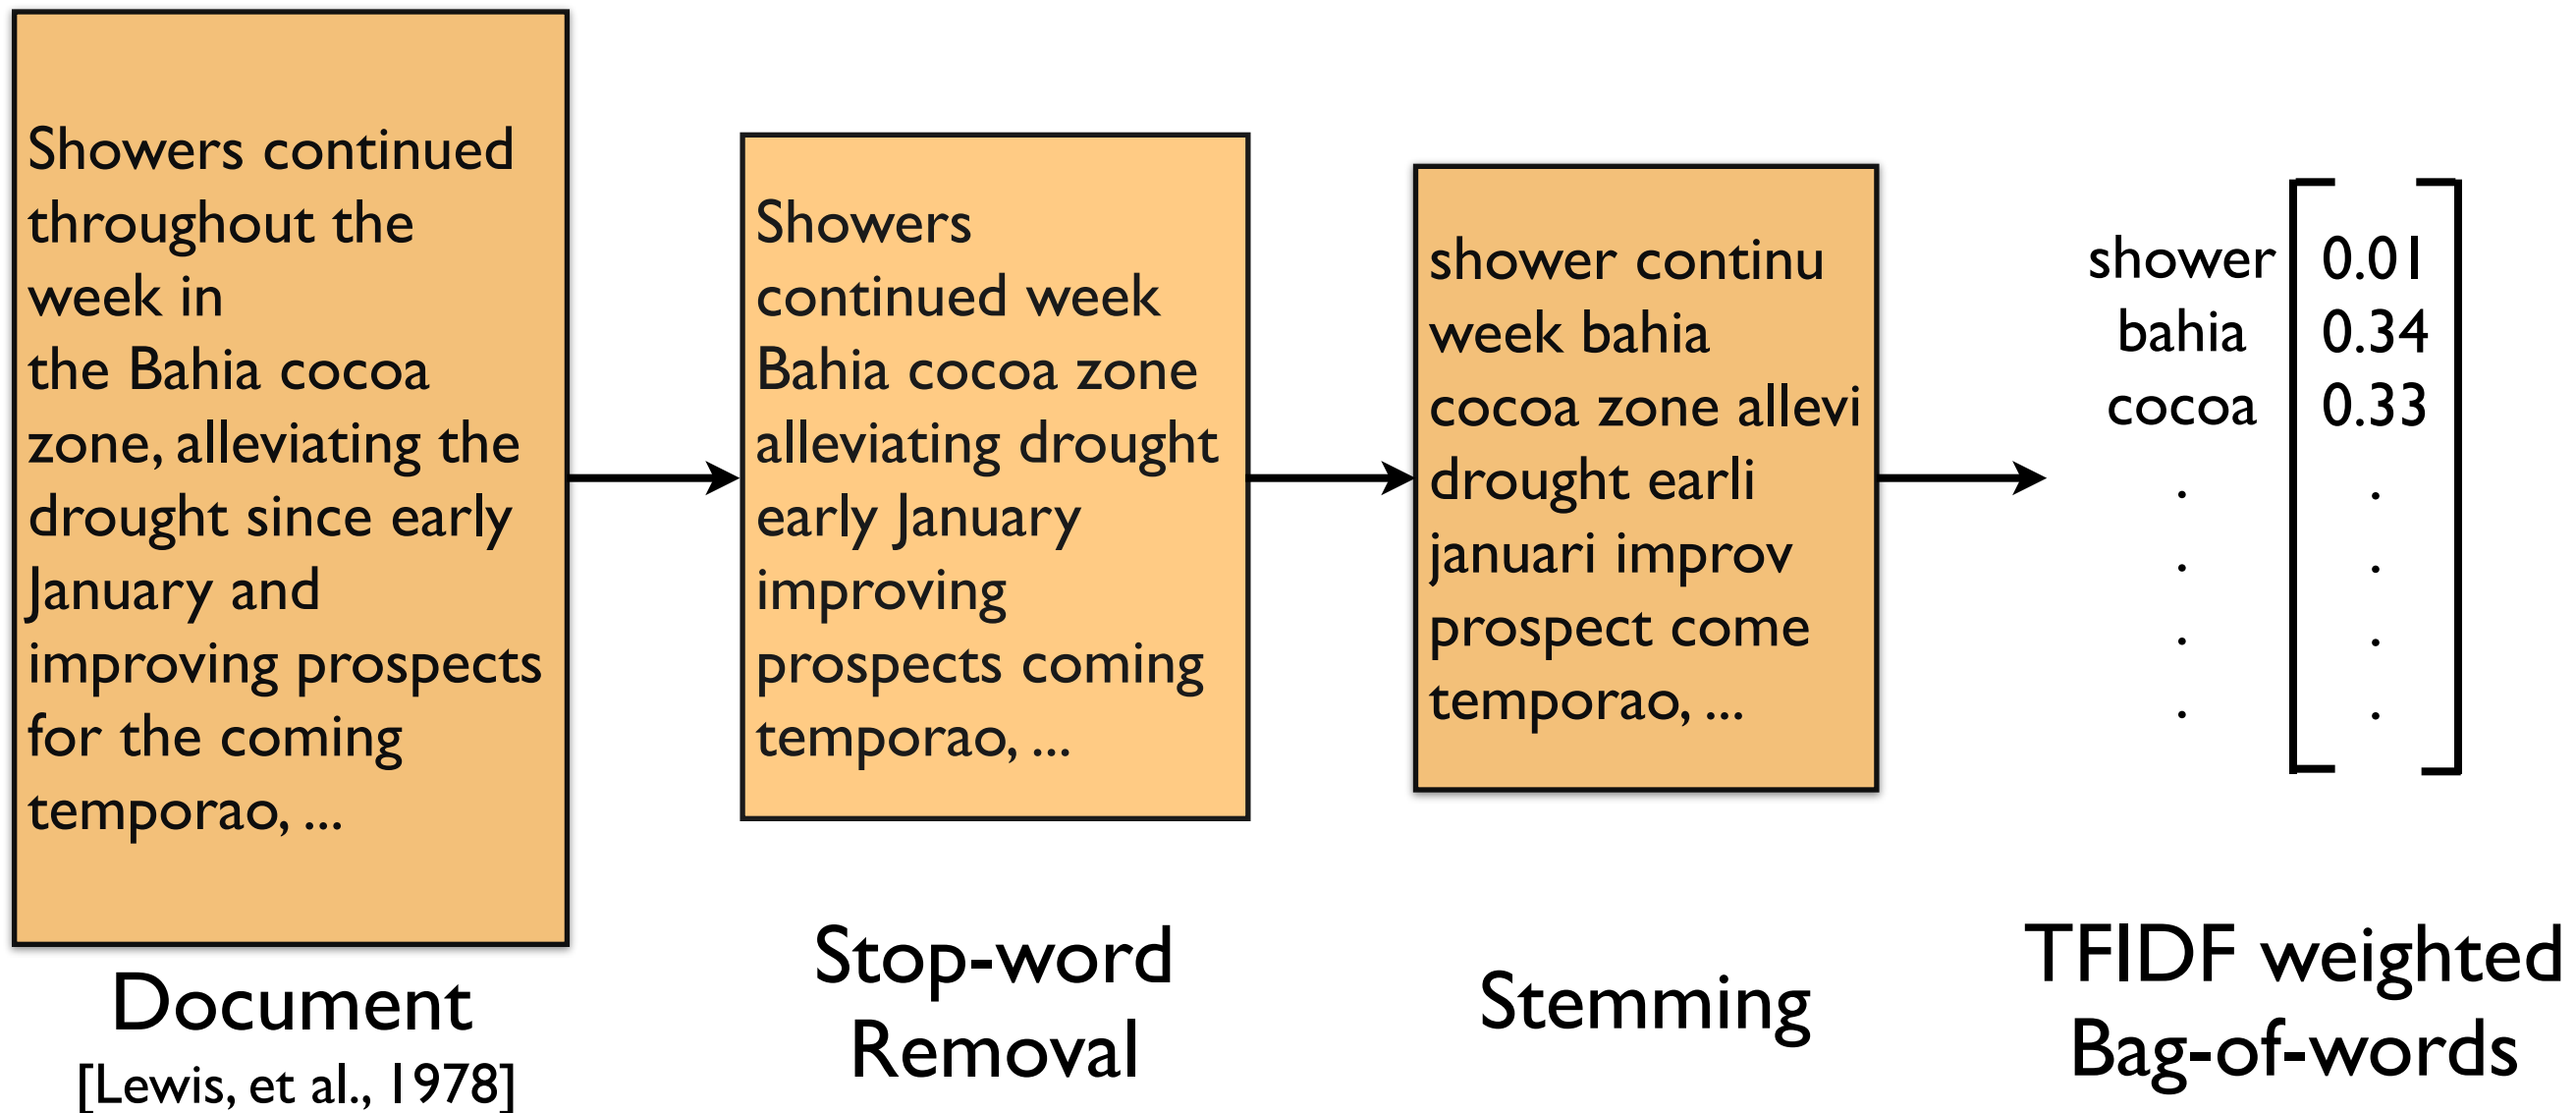 Showers continued
throughout the
week in
the Bahia cocoa
zone, alleviating the
drought since early
January and
improving prospects
for the coming
temporao, ...
Document
[Lewis, et al., 1978]
Showers
continued week
Bahia cocoa zone
alleviating drought
early January
improving
prospects coming
temporao, ...
Stop-word
Removal
shower continu
week bahia
cocoa zone allevi
drought earli
januari improv
prospect come
temporao, ...
Stemming
shower 0.01
bahia 0.34
cocoa 0.33
. .
. .
. .
. .
TFIDF weighted
Bag-of-words